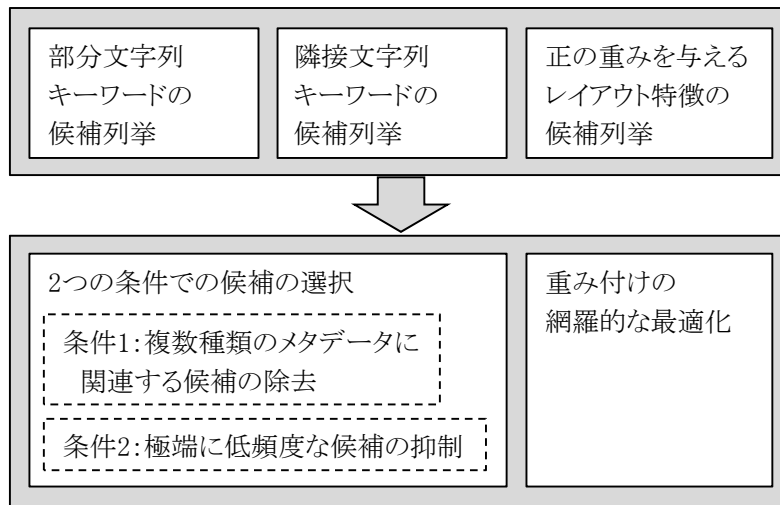 部分文字列
キーワードの
候補列挙
隣接文字列
キーワードの
候補列挙
正の重みを与える
レイアウト特徴の
候補列挙
2つの条件での候補の選択
条件1:複数種類のメタデータに
関連する候補の除去
条件2:極端に低頻度な候補の抑制
重み付けの
網羅的な最適化